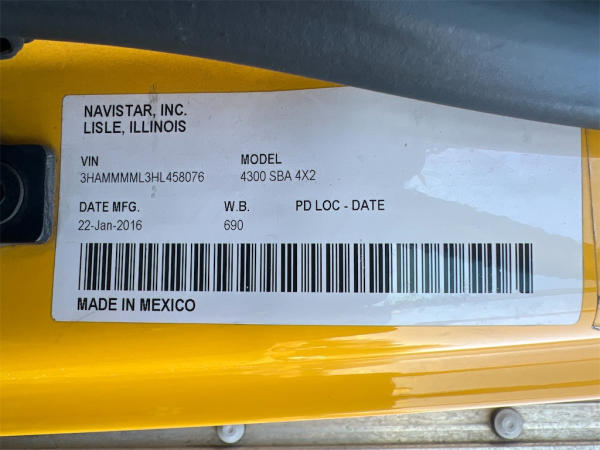 NAVISTAR, INC.
LISLE, ILLINOIS
VIN MODEL
3HAMMMML3HL458076 4300 SBA 4X2
DATE MFG. W.B. PD LOC - DATE
22-Jan-2016 690
MADE IN MEXICO